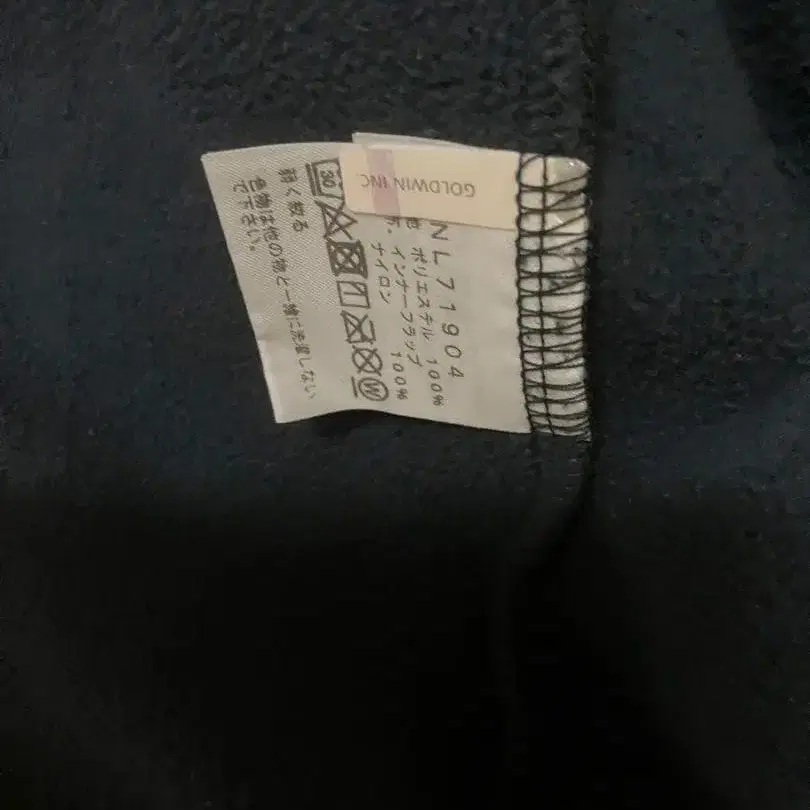 GOLDWIN INC
NL71904
ポリエステル 100%
インナーフラップ
ナイロン 100%
30
W
軽く絞る
色物は他の物と一緒に洗濯しない
で下さい。